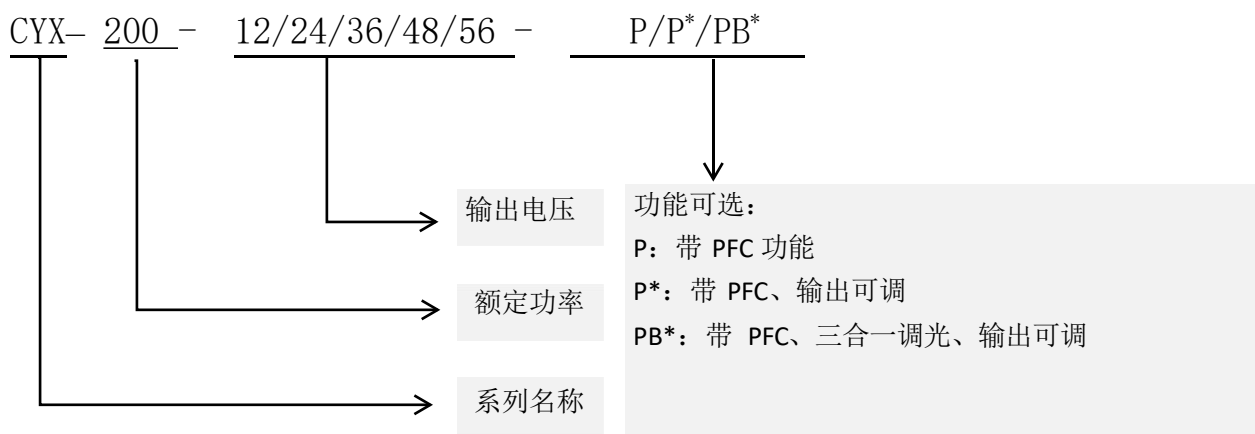 CYX– 200 - 12/24/36/48/56 - P/P*/PB*
输出电压
额定功率
系列名称
功能可选：
P：带 PFC 功能
P*：带 PFC、输出可调
PB*：带 PFC、三合一调光、输出可调